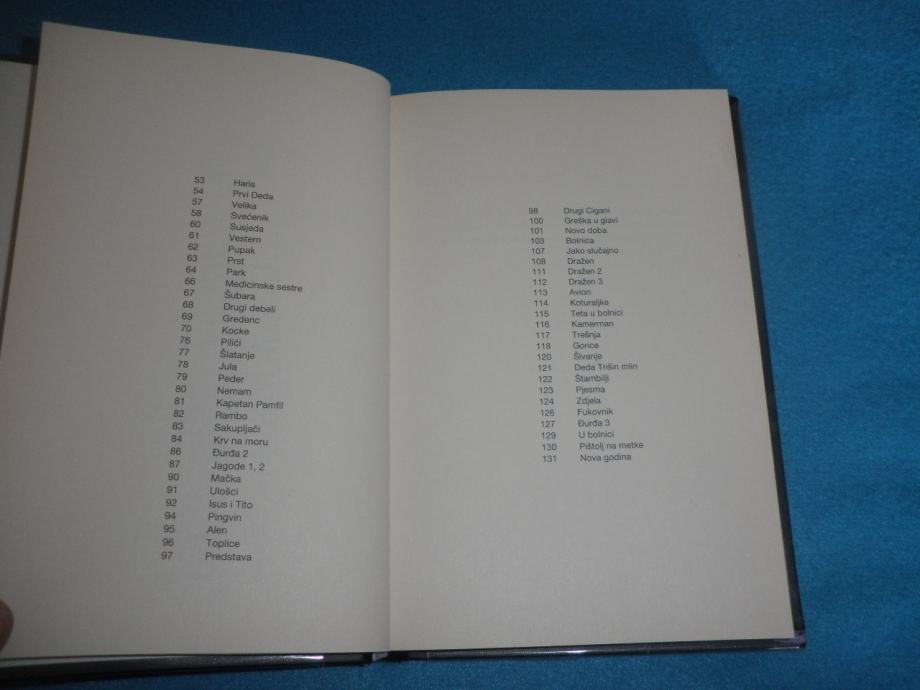 53 Haris
54 Prvi Deda
57 Velika
58 Svećenik
60 Susjeda
61 Vestern
62 Pupak
63 Prst
64 Park
66 Medicinske sestre
67 Šubara
68 Drugi debeli
69 Gredenc
70 Kocke
76 Pilići
77 Šlatanje
78 Jula
79 Peder
80 Nemam
81 Kapetan Pamfil
82 Rambo
83 Sakupljači
84 Krv na moru
86 Đurđa 2
87 Jagode 1, 2
90 Mačka
91 Ulošci
92 Isus i Tito
94 Pingvin
95 Alen
96 Toplice
97 Predstava
98 Drugi Cigani
100 Greška u glavi
101 Novo doba
103 Bolnica
107 Jako slučajno
108 Dražen
111 Dražen 2
112 Dražen 3
113 Avion
114 Koturaljke
115 Teta u bolnici
116 Kamerman
117 Trešnja
118 Gorice
120 Šivanje
121 Deda Trišin mlin
122 Štambilji
123 Pjesma
124 Zdjela
126 Fukovnik
127 Đurđa 3
129 U bolnici
130 Pištolj na metke
131 Nova godina